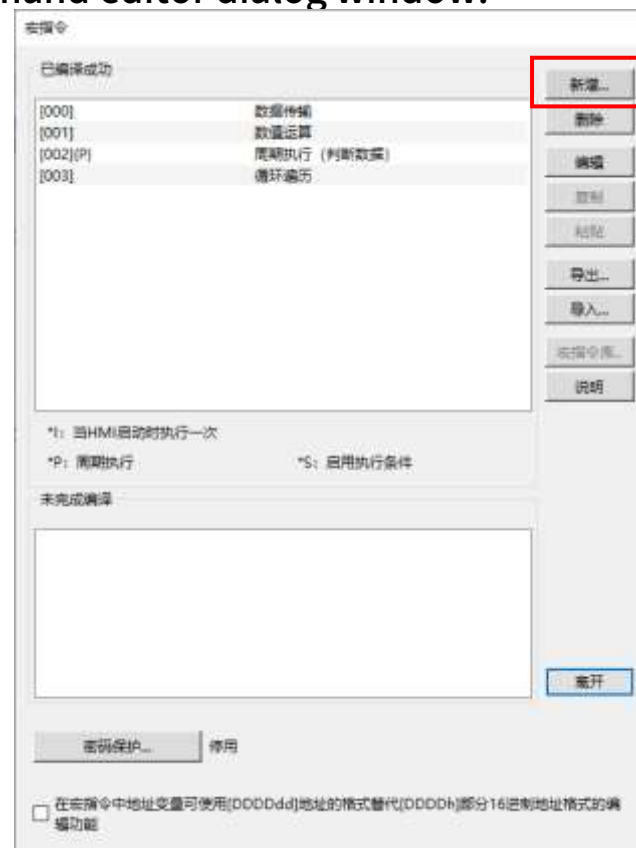 mand editor dialog window.
宏指令
已编译成功
新增...
[000] 数据传输
[001] 数值运算
[002](P) 周期执行（判断数据）
[003] 循环遍历
删除
编辑
复制
粘贴
导出...
导入...
宏指令库...
说明
*I：当HMI启动时执行一次
*P：周期执行 *S：启用执行条件
未完成编译
离开
密码保护... 停用
在宏指令中地址变量可使用[DDDDdd]地址的格式替代[DDDDh]部分16进制地址格式的编
辑功能